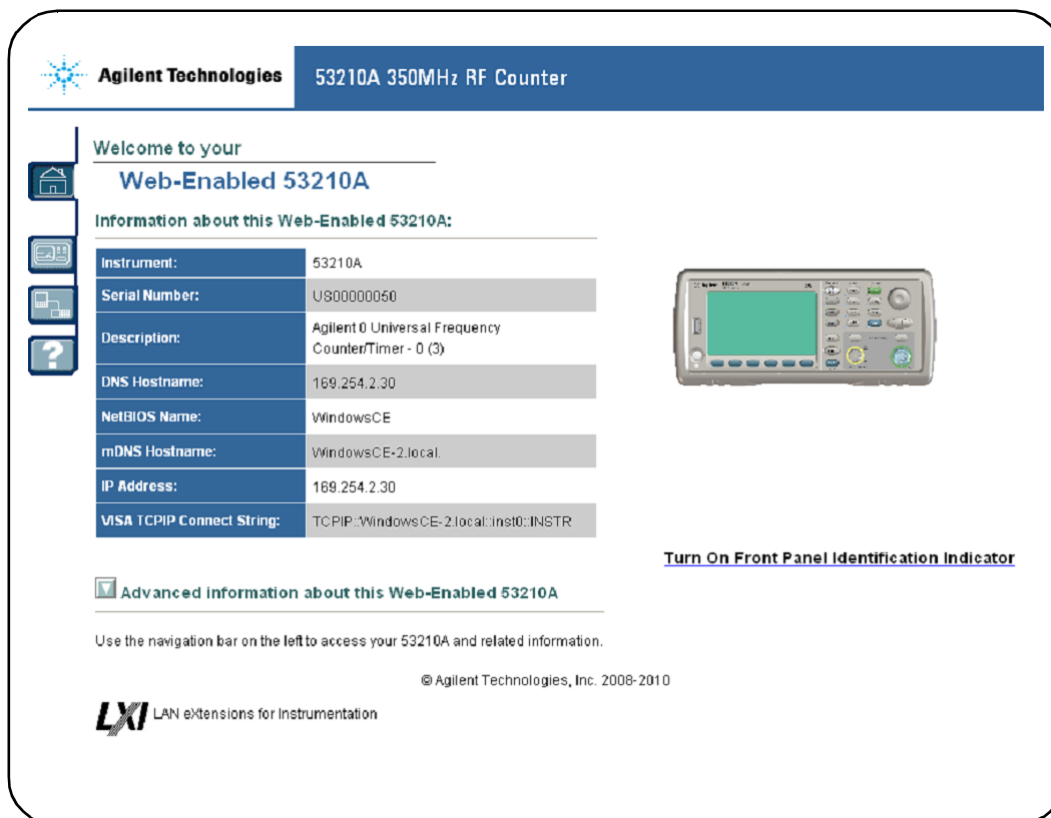 Agilent Technologies
53210A 350MHz RF Counter
Welcome to your
Web-Enabled 53210A
Information about this Web-Enabled 53210A:
Instrument: 53210A
Serial Number: US00000050
Description: Agilent 0 Universal Frequency
Counter/Timer - 0 (3)
DNS Hostname: 169.254.2.30
NetBIOS Name: WindowsCE
mDNS Hostname: WindowsCE-2.local.
IP Address: 169.254.2.30
VISA TCPIP Connect String: TCPIP::WindowsCE-2.local::inst0::INSTR
Turn On Front Panel Identification Indicator
Advanced information about this Web-Enabled 53210A
Use the navigation bar on the left to access your 53210A and related information.
© Agilent Technologies, Inc. 2008-2010
LXI LAN eXtensions for Instrumentation